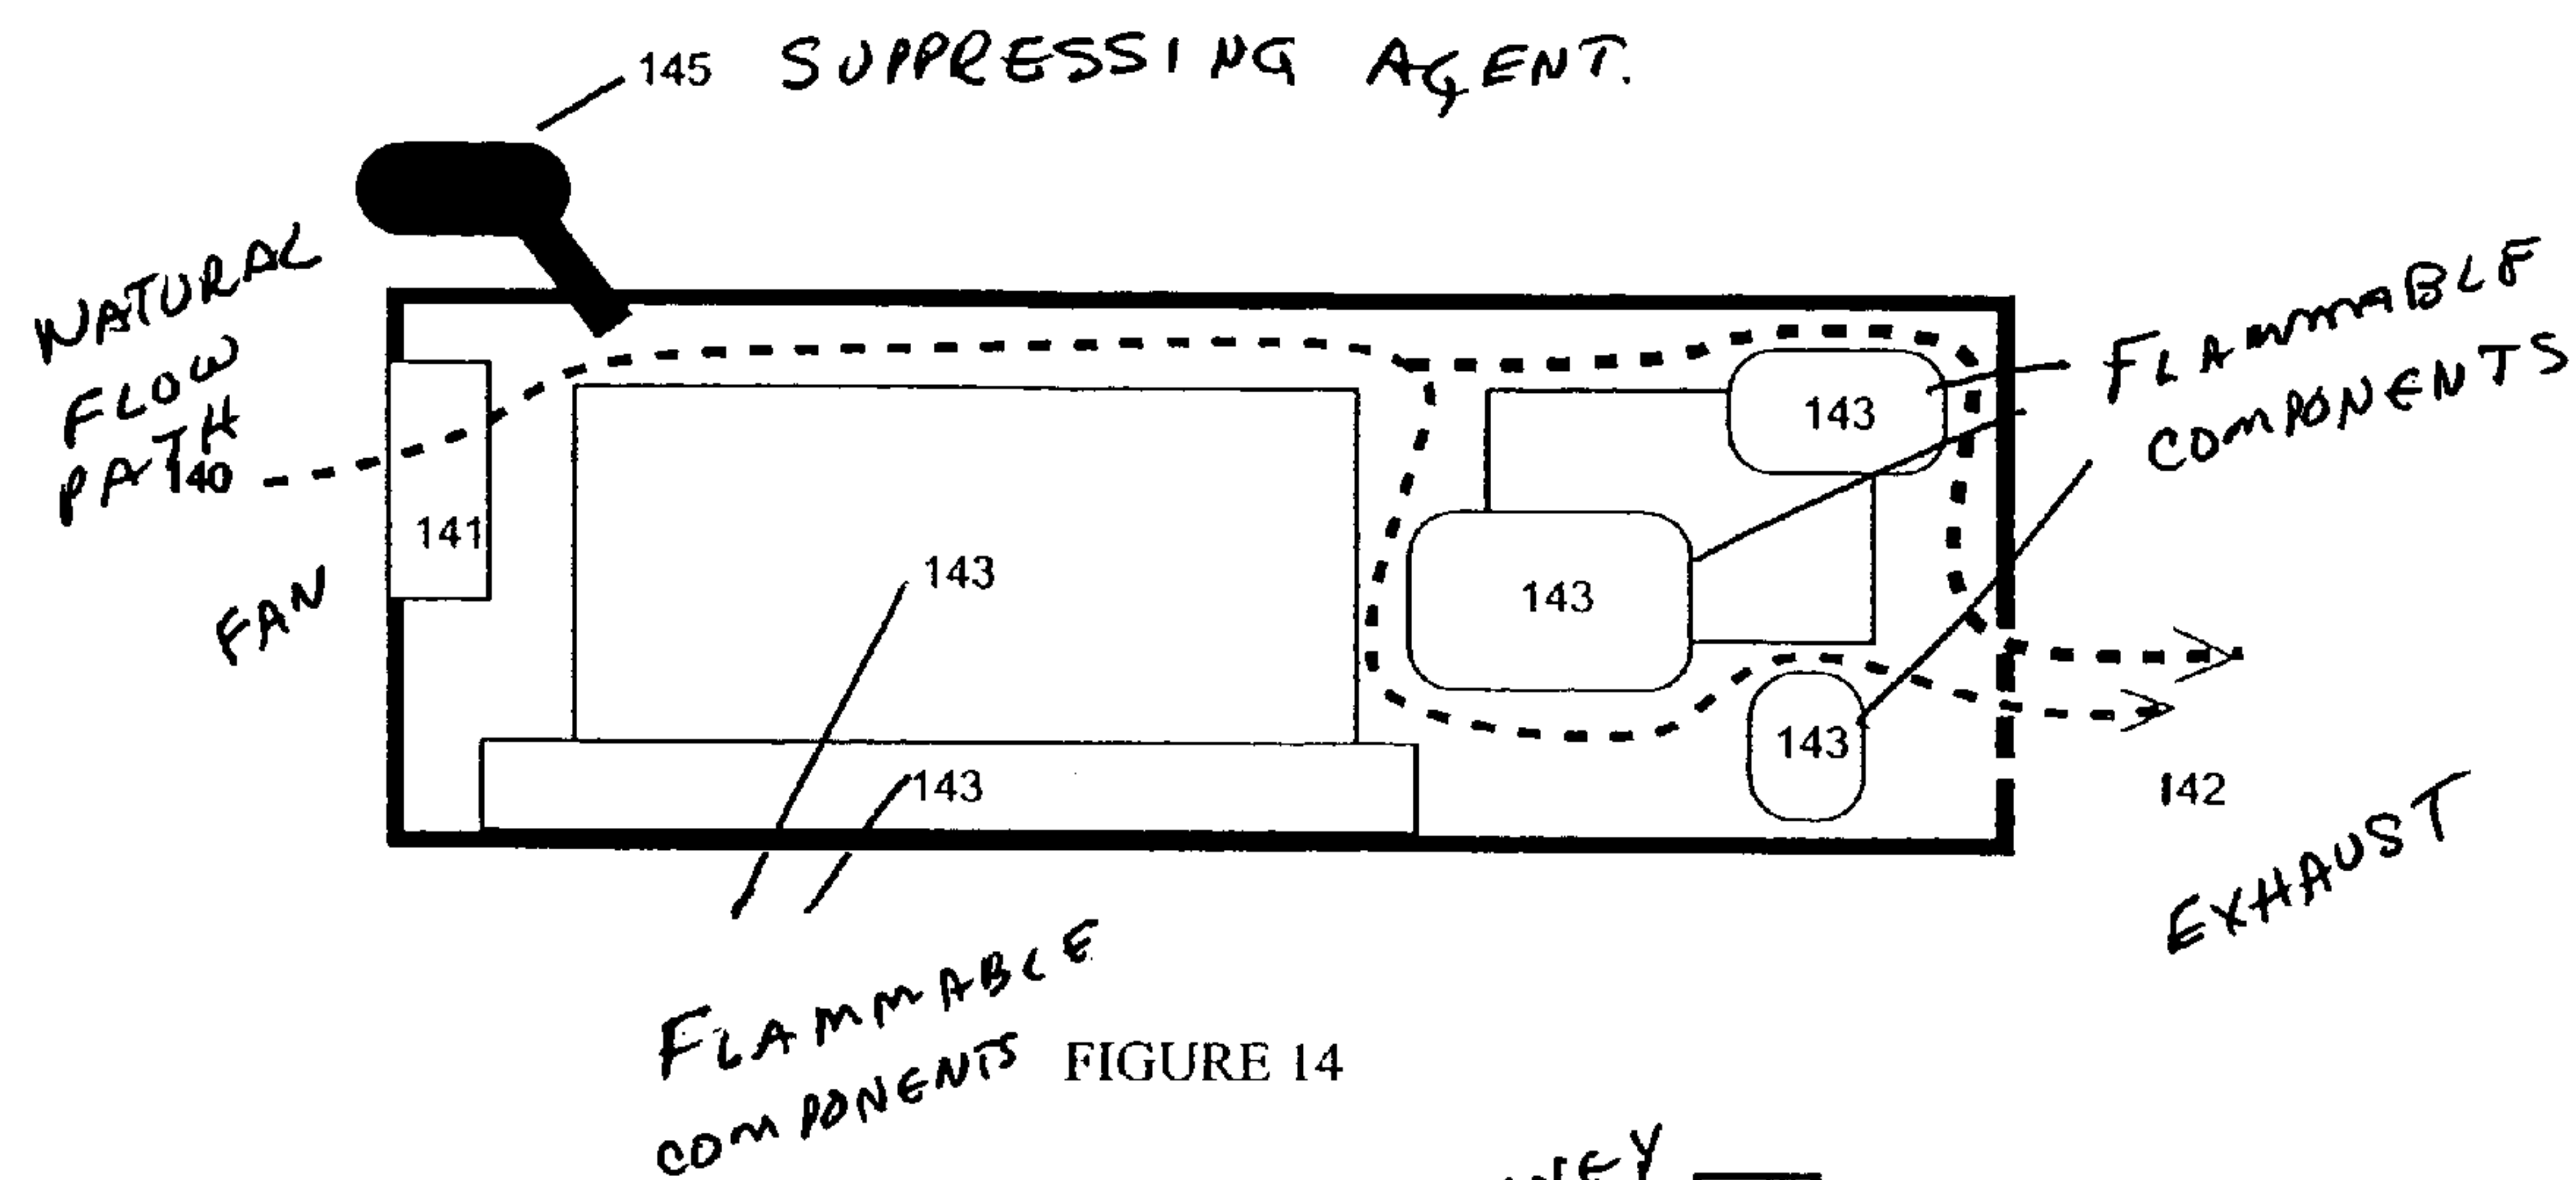 145 SUPPRESSING AGENT.
NATURAL
FLOW
PATH
140
141
FAN
143
143
143
143
143
FLAMMABLE
COMPONENTS
142
EXHAUST
FLAMMABLE
COMPONENTS
FIGURE 14